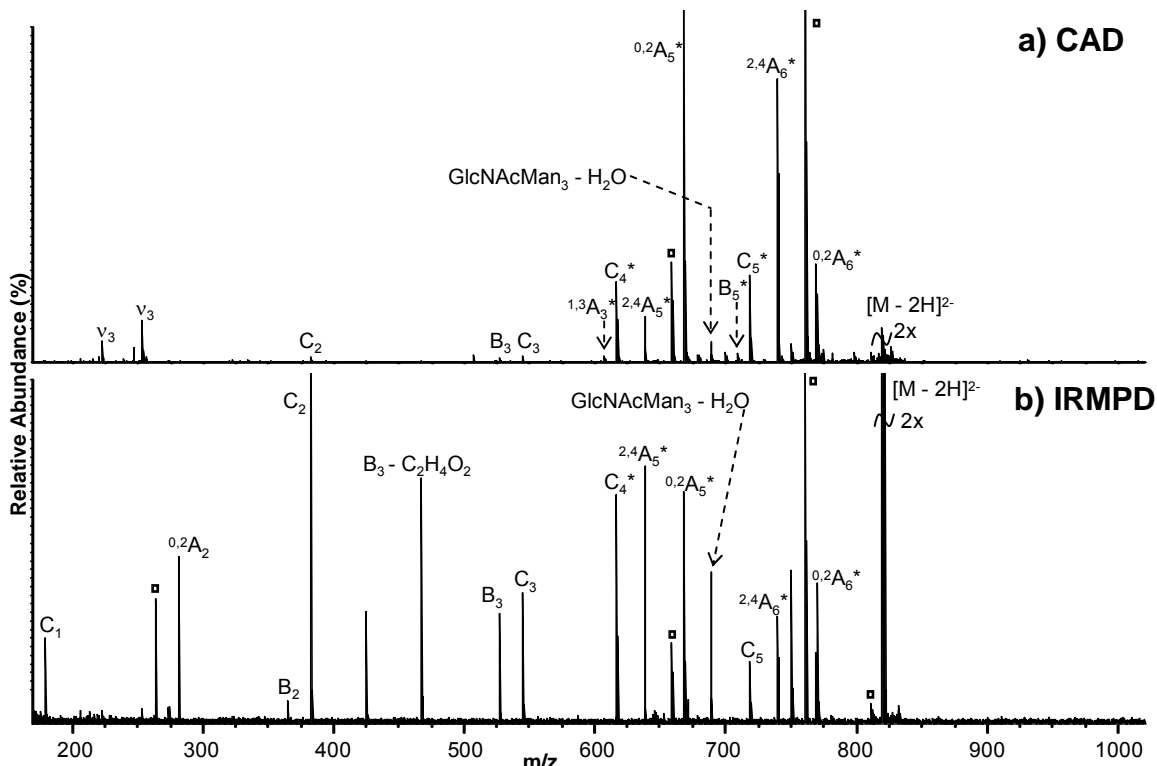 a) CAD
⁰,²A₅*
²,⁴A₆*
GlcNAcMan₃ - H₂O
C₄*
¹,³A₃*
²,⁴A₅*
B₅*
C₅*
⁰,²A₆*
[M - 2H]²⁻
2x
ν₃
ν₃
C₂
B₃
C₃
b) IRMPD
C₂
GlcNAcMan₃ - H₂O
[M - 2H]²⁻
2x
B₃ - C₂H₄O₂
²,⁴A₅*
C₄*
⁰,²A₅*
⁰,²A₂
C₁
B₂
B₃
C₃
²,⁴A₆*
⁰,²A₆*
C₅
Relative Abundance (%)
200 300 400 500 600 700 800 900 1000
m/z